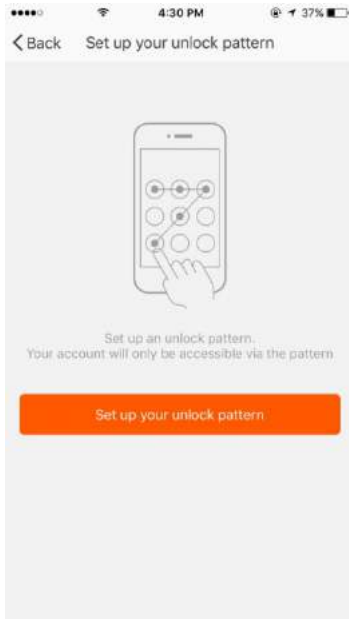 4:30 PM
37%
Back
Set up your unlock pattern
Set up an unlock pattern.
Your account will only be accessible via the pattern
Set up your unlock pattern